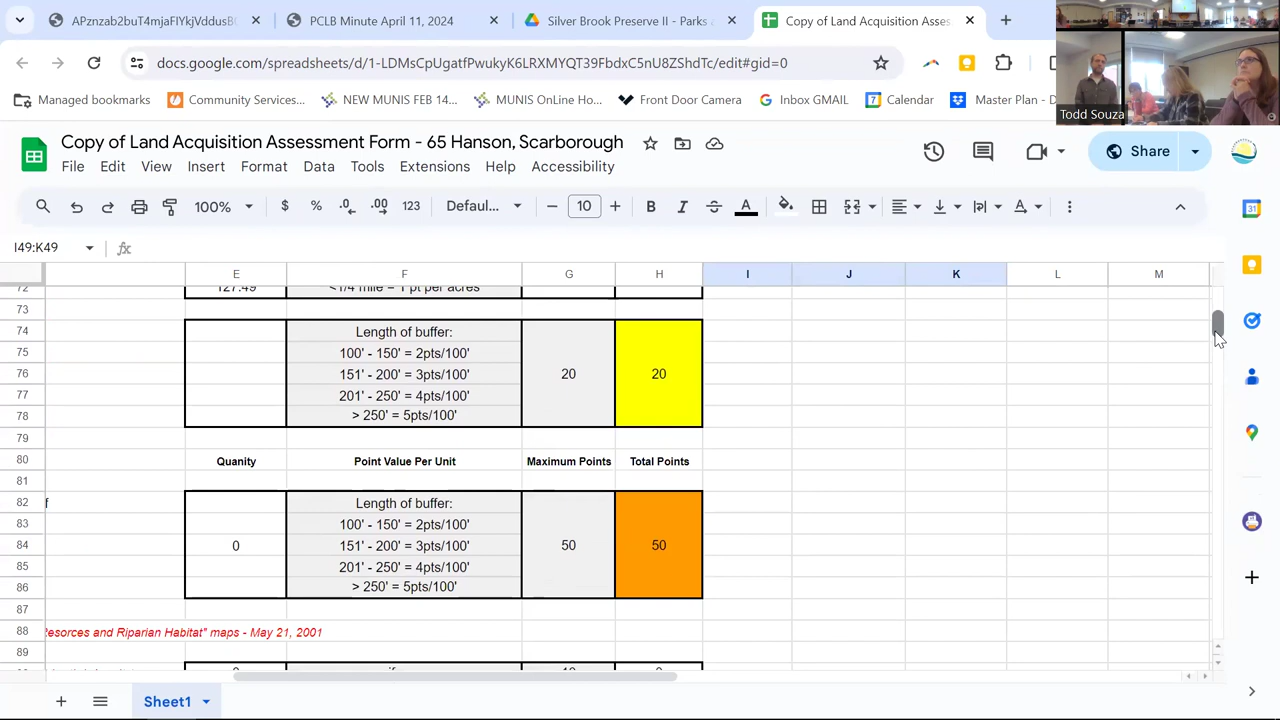 APznzab2buT4mjaFIYkjVddusB
PCLB Minute April 11, 2024
Silver Brook Preserve II - Parks
Copy of Land Acquisition Asses
docs.google.com/spreadsheets/d/1-LDMsCpUgatfPwukyK6LRXMYQT39FbdxC5nU8ZShdTc/edit#gid=0
Managed bookmarks
Community Services...
NEW MUNIS FEB 14...
MUNIS OnLine Ho...
Front Door Camera
Inbox GMAIL
Calendar
Master Plan - D
Todd Souza
Copy of Land Acquisition Assessment Form - 65 Hanson, Scarborough
File Edit View Insert Format Data Tools Extensions Help Accessibility
Share
100% $ % .0 .00 123 Defaul... 10 B I A
I49:K49
E F G H I J K L M
72 127.49 <1/4 mile = 1 pt per acres
73
74 Length of buffer:
75 100' - 150' = 2pts/100'
76 151' - 200' = 3pts/100' 20 20
77 201' - 250' = 4pts/100'
78 > 250' = 5pts/100'
79
80 Quanity Point Value Per Unit Maximum Points Total Points
81
82 f Length of buffer:
83 100' - 150' = 2pts/100'
84 0 151' - 200' = 3pts/100' 50 50
85 201' - 250' = 4pts/100'
86 > 250' = 5pts/100'
87
88 Resorces and Riparian Habitat" maps - May 21, 2001
89
Sheet1